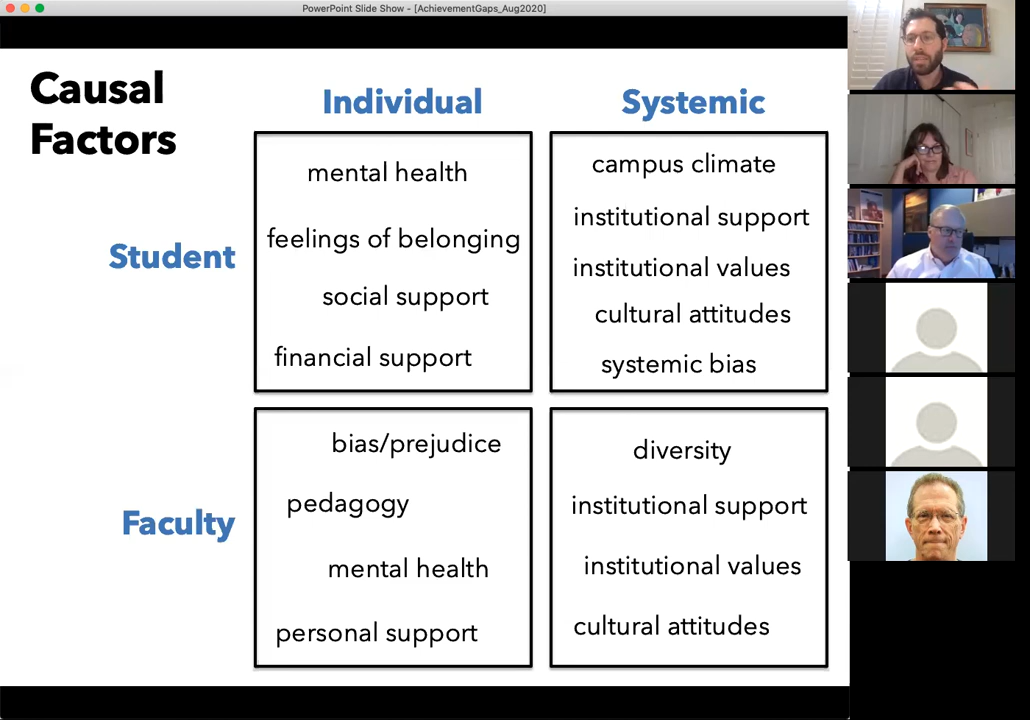 PowerPoint Slide Show - [AchievementGaps_Aug2020]
Causal
Factors
Individual
Systemic
Student
mental health
feelings of belonging
social support
financial support
campus climate
institutional support
institutional values
cultural attitudes
systemic bias
Faculty
bias/prejudice
pedagogy
mental health
personal support
diversity
institutional support
institutional values
cultural attitudes